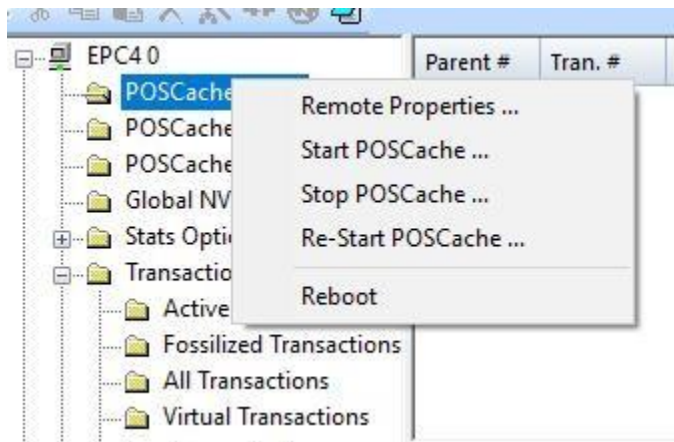 EPC4 0
Parent #
Tran. #
POSCache
Remote Properties ...
POSCache
Start POSCache ...
POSCache
Stop POSCache ...
Global NV
Stats Opti
Re-Start POSCache ...
Transactio
Reboot
Active
Fossilized Transactions
All Transactions
Virtual Transactions